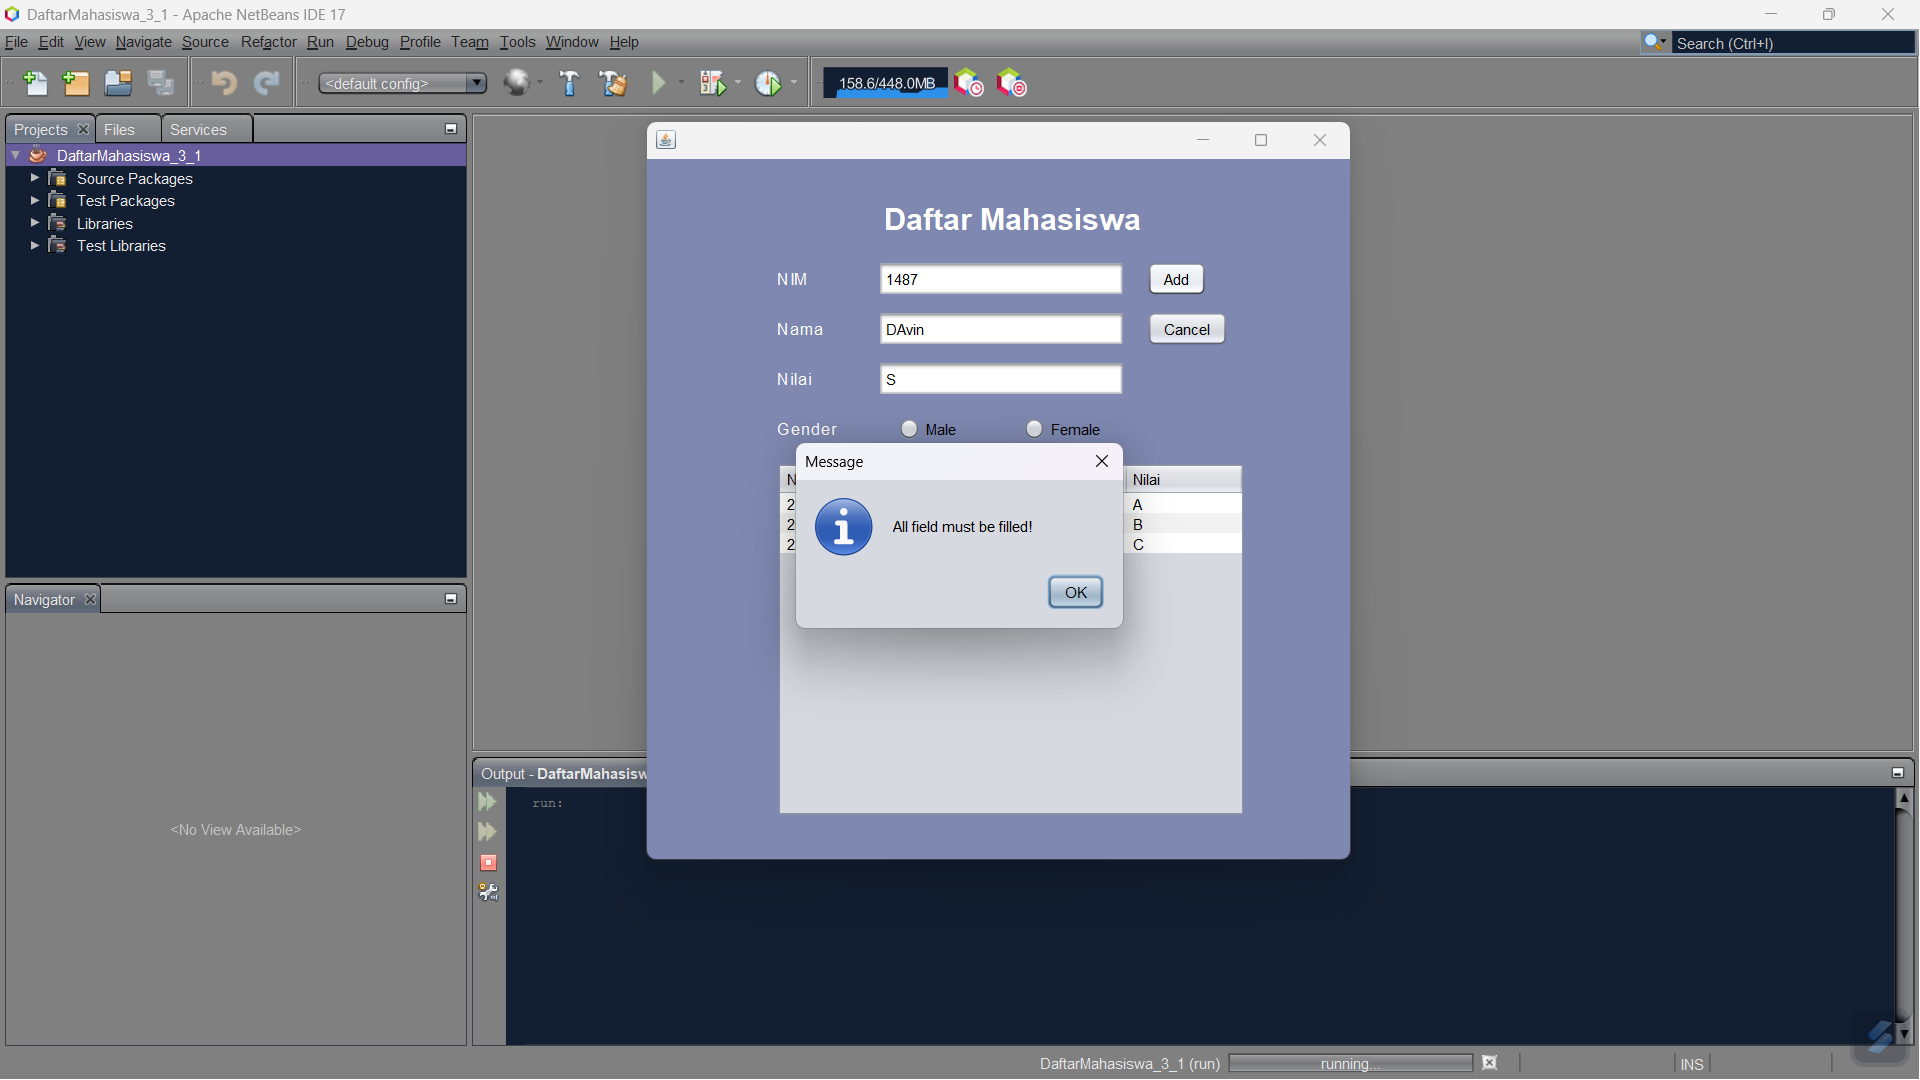 DaftarMahasiswa_3_1 - Apache NetBeans IDE 17
File Edit View Navigate Source Refactor Run Debug Profile Team Tools Window Help
Search (Ctrl+I)
<default config>
158.6/448.0MB
Projects Files Services
DaftarMahasiswa_3_1
Source Packages
Test Packages
Libraries
Test Libraries
Navigator
<No View Available>
Daftar Mahasiswa
NIM 1487 Add
Nama DAvin Cancel
Nilai S
Gender Male Female
N Nilai
2 A
2 B
2 C
Message
All field must be filled!
OK
Output - DaftarMahasisw
run:
DaftarMahasiswa_3_1 (run) running... INS